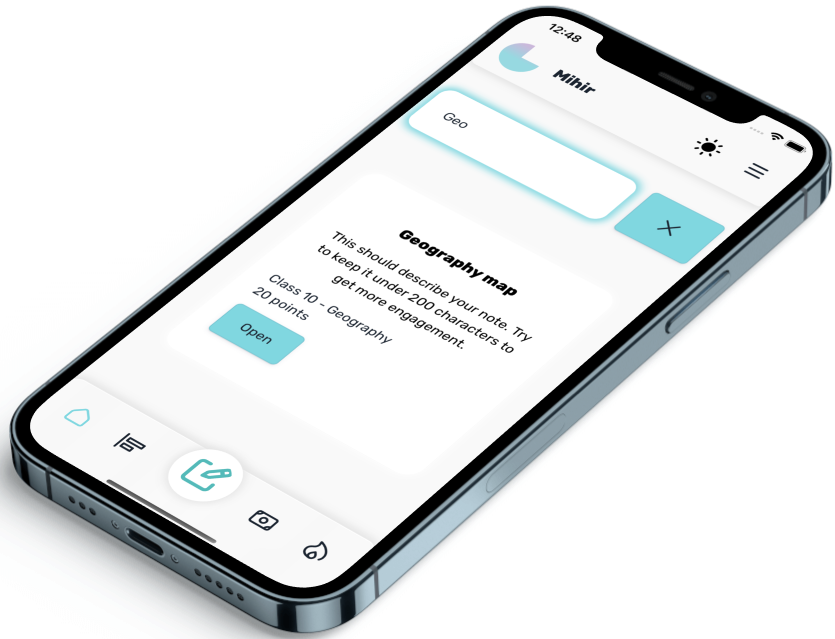 12:48
Mihir
Geo
Geography map
This should describe your note. Try
to keep it under 200 characters to
get more engagement.
Class 10 - Geography
20 points
Open